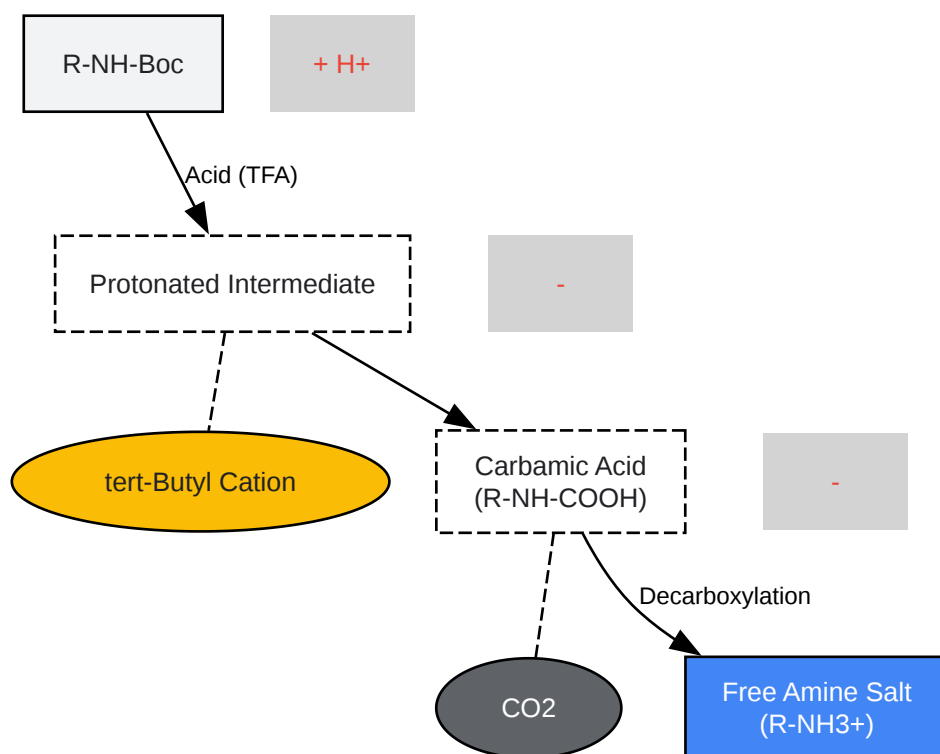 R-NH-Boc
+ H+
Acid (TFA)
Protonated Intermediate
-
tert-Butyl Cation
Carbamic Acid
(R-NH-COOH)
-
Decarboxylation
CO2
Free Amine Salt
(R-NH3+)